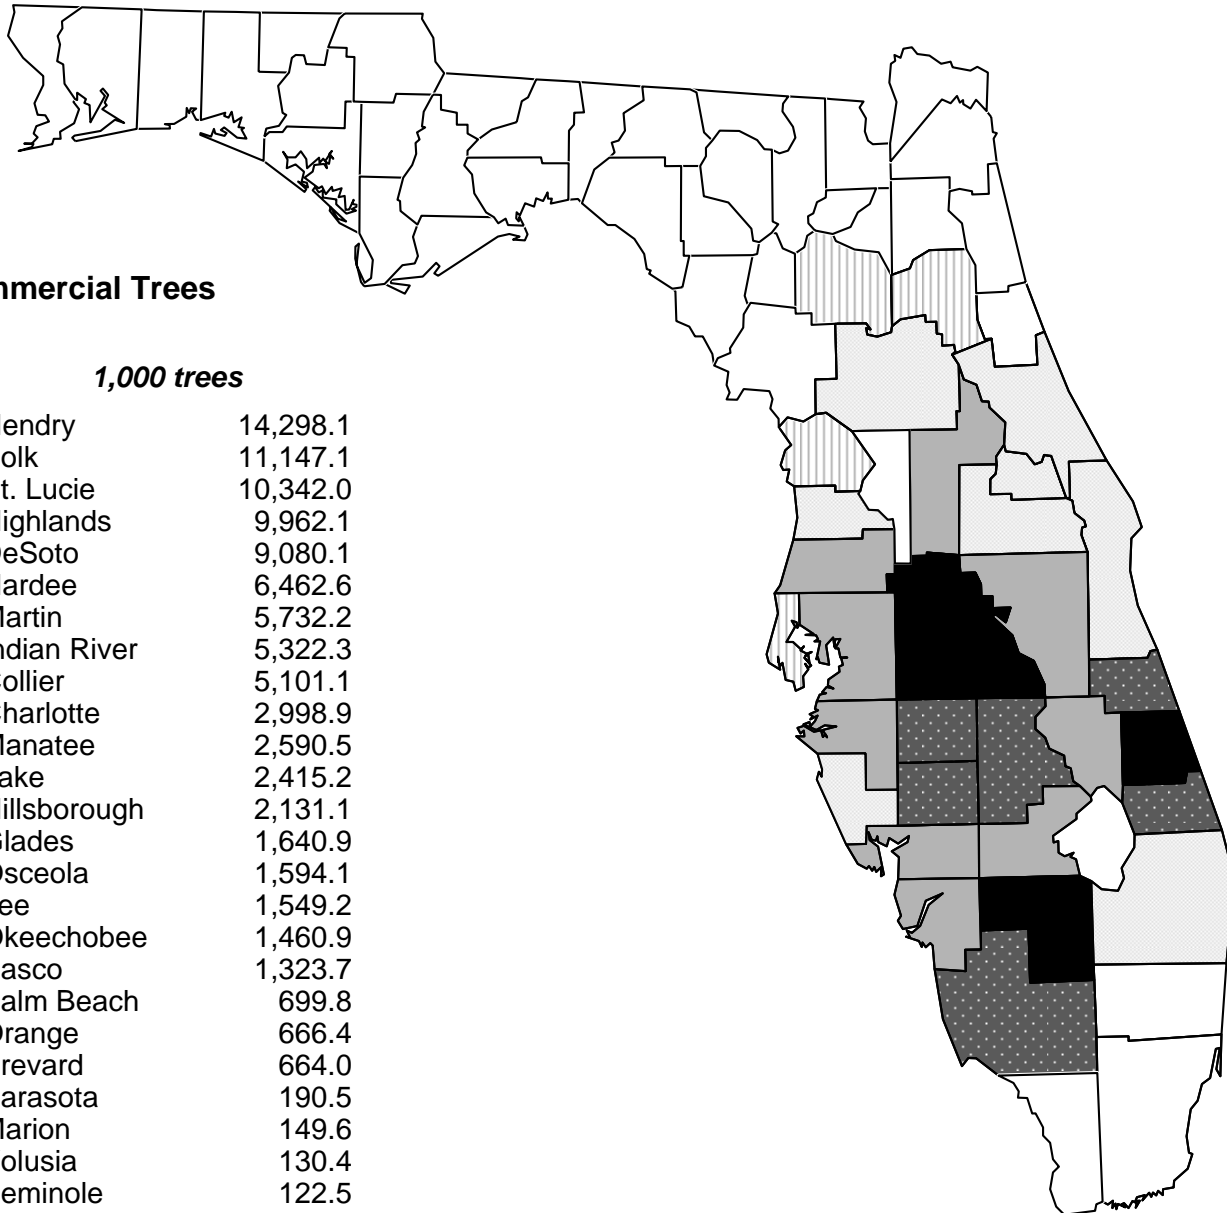 mmercial Trees
1,000 trees
endry 14,298.1
olk 11,147.1
t. Lucie 10,342.0
ighlands 9,962.1
eSoto 9,080.1
ardee 6,462.6
artin 5,732.2
ndian River 5,322.3
ollier 5,101.1
harlotte 2,998.9
anatee 2,590.5
ake 2,415.2
illsborough 2,131.1
lades 1,640.9
sceola 1,594.1
ee 1,549.2
keechobee 1,460.9
asco 1,323.7
alm Beach 699.8
range 666.4
revard 664.0
arasota 190.5
arion 149.6
olusia 130.4
eminole 122.5